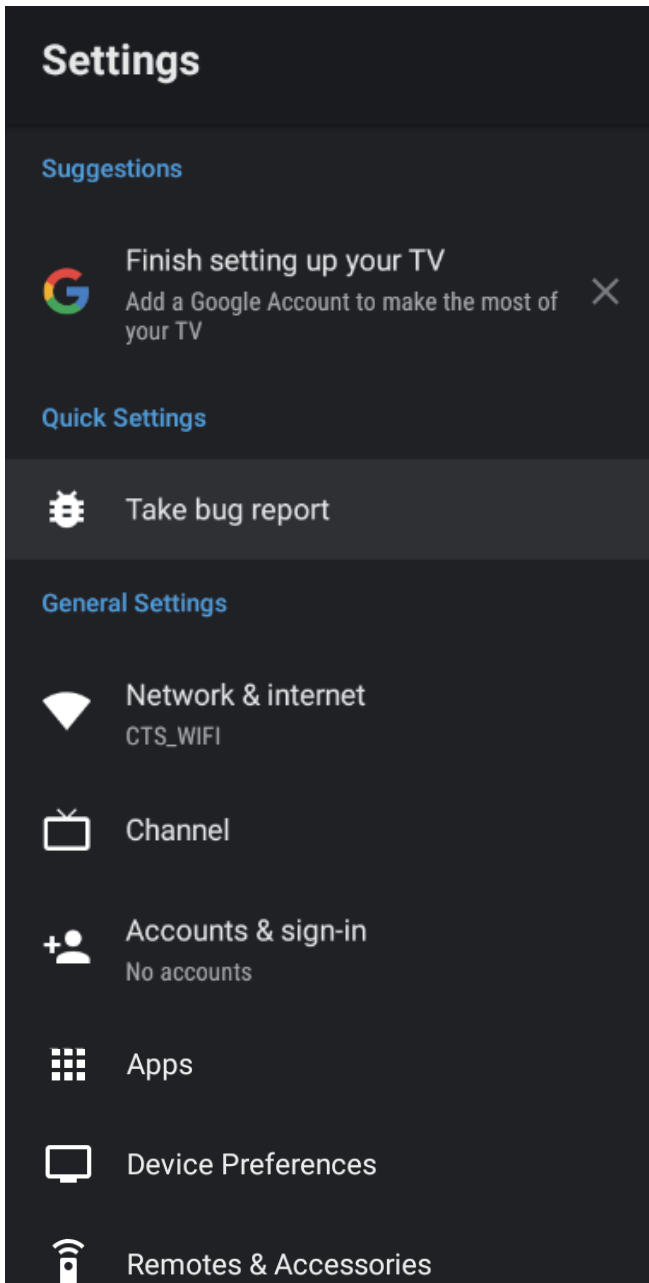 Settings
Suggestions
Finish setting up your TV
Add a Google Account to make the most of
your TV
Quick Settings
Take bug report
General Settings
Network & internet
CTS_WIFI
Channel
Accounts & sign-in
No accounts
Apps
Device Preferences
Remotes & Accessories